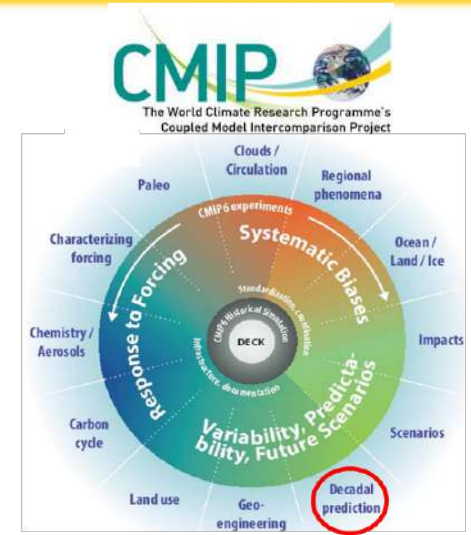 CMIP
The World Climate Research Programme's
Coupled Model Intercomparison Project
Clouds /
Circulation
Regional
phenomena
Ocean /
Land / Ice
Impacts
Scenarios
Decadal
prediction
Geo-
engineering
Land use
Carbon
cycle
Chemistry /
Aerosols
Characterizing
forcing
Paleo
CMIP6 experiments
Systematic Biases
Response to Forcing
Variability, Predicta-
bility, Future Scenarios
Standardization, coordination
Infrastructure, documentation
CMIP6 Historical Simulation
DECK